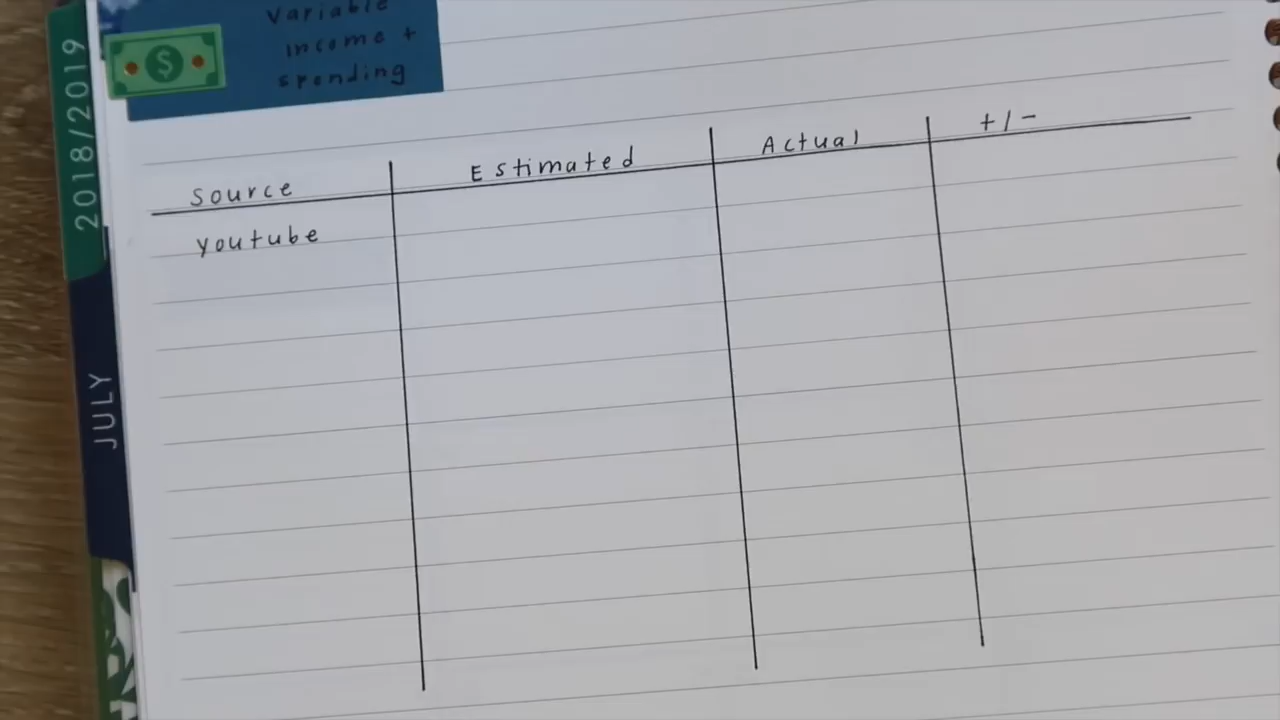 Variable
income +
spending
$
2018/2019
Source Estimated Actual +/-
youtube
JULY